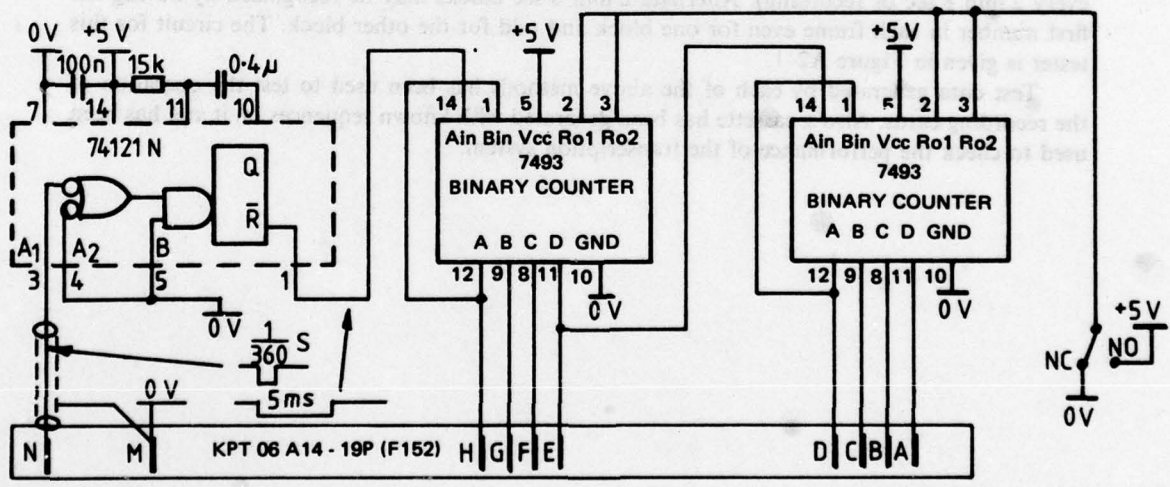 0V +5V
100n 15k 0·4μ
7 14 11 10
74121N
Q
R̅
A1 A2 B
3 4 5 1
0V
1/360 S
5ms
0V
+5V
14 1 5 2 3
Ain Bin Vcc Ro1 Ro2
7493
BINARY COUNTER
A B C D GND
12 9 8 11 10
0V
+5V
14 1 5 2 3
Ain Bin Vcc Ro1 Ro2
7493
BINARY COUNTER
A B C D GND
12 9 8 11 10
0V
+5V
NC NO
0V
N M KPT 06 A14 - 19P (F152) H G F E D C B A